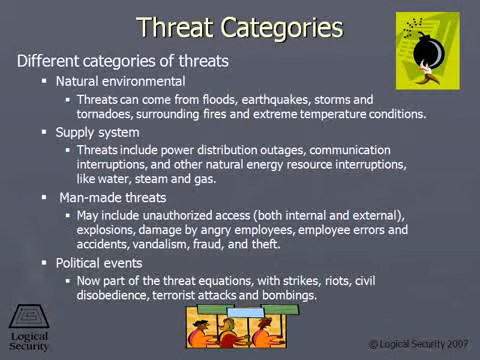 Threat Categories
Different categories of threats
Natural environmental
Threats can come from floods, earthquakes, storms and
tornadoes, surrounding fires and extreme temperature conditions.
Supply system
Threats include power distribution outages, communication
interruptions, and other natural energy resource interruptions,
like water, steam and gas.
Man-made threats
May include unauthorized access (both internal and external),
explosions, damage by angry employees, employee errors and
accidents, vandalism, fraud, and theft.
Political events
Now part of the threat equations, with strikes, riots, civil
disobedience, terrorist attacks and bombings.
Logical
Security
© Logical Security 2007